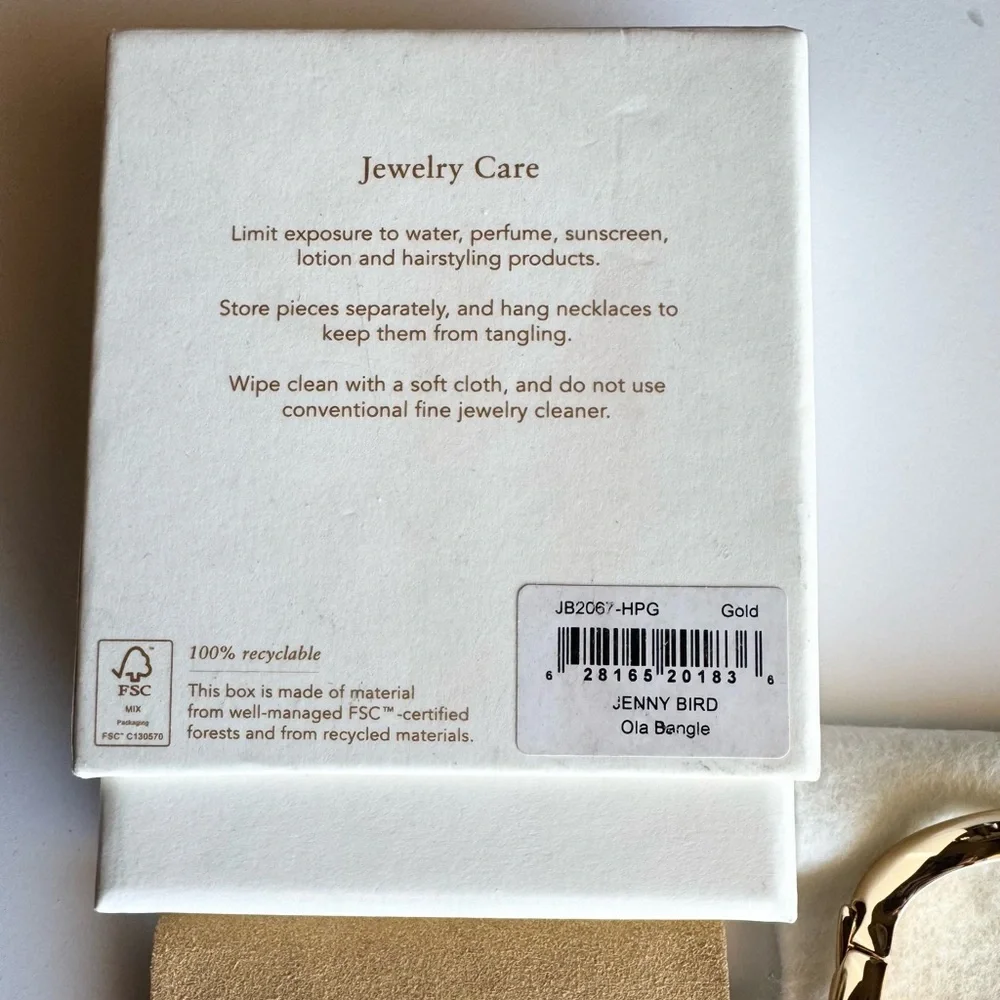 Jewelry Care
Limit exposure to water, perfume, sunscreen,
lotion and hairstyling products.
Store pieces separately, and hang necklaces to
keep them from tangling.
Wipe clean with a soft cloth, and do not use
conventional fine jewelry cleaner.
FSC
MIX
Packaging
FSC® C130570
100% recyclable
This box is made of material
from well-managed FSC™-certified
forests and from recycled materials.
JB2067-HPG Gold
6 28165 20183 6
JENNY BIRD
Ola Bangle